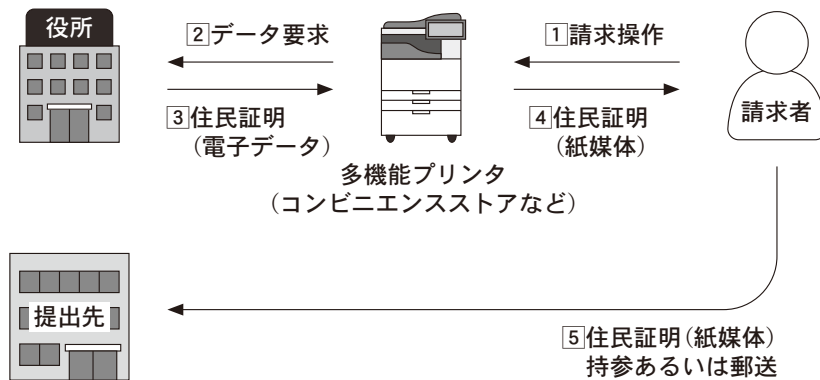 役所
2データ要求
1請求操作
3住民証明
(電子データ)
4住民証明
(紙媒体)
請求者
多機能プリンタ
(コンビニエンスストアなど)
提出先
5住民証明(紙媒体)
持参あるいは郵送